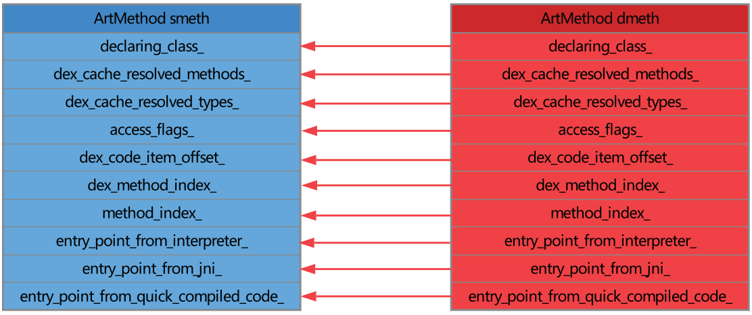 ArtMethod smeth
declaring_class_
dex_cache_resolved_methods_
dex_cache_resolved_types_
access_flags_
dex_code_item_offset_
dex_method_index_
method_index_
entry_point_from_interpreter_
entry_point_from_jni_
entry_point_from_quick_compiled_code_
ArtMethod dmeth
declaring_class_
dex_cache_resolved_methods_
dex_cache_resolved_types_
access_flags_
dex_code_item_offset_
dex_method_index_
method_index_
entry_point_from_interpreter_
entry_point_from_jni_
entry_point_from_quick_compiled_code_